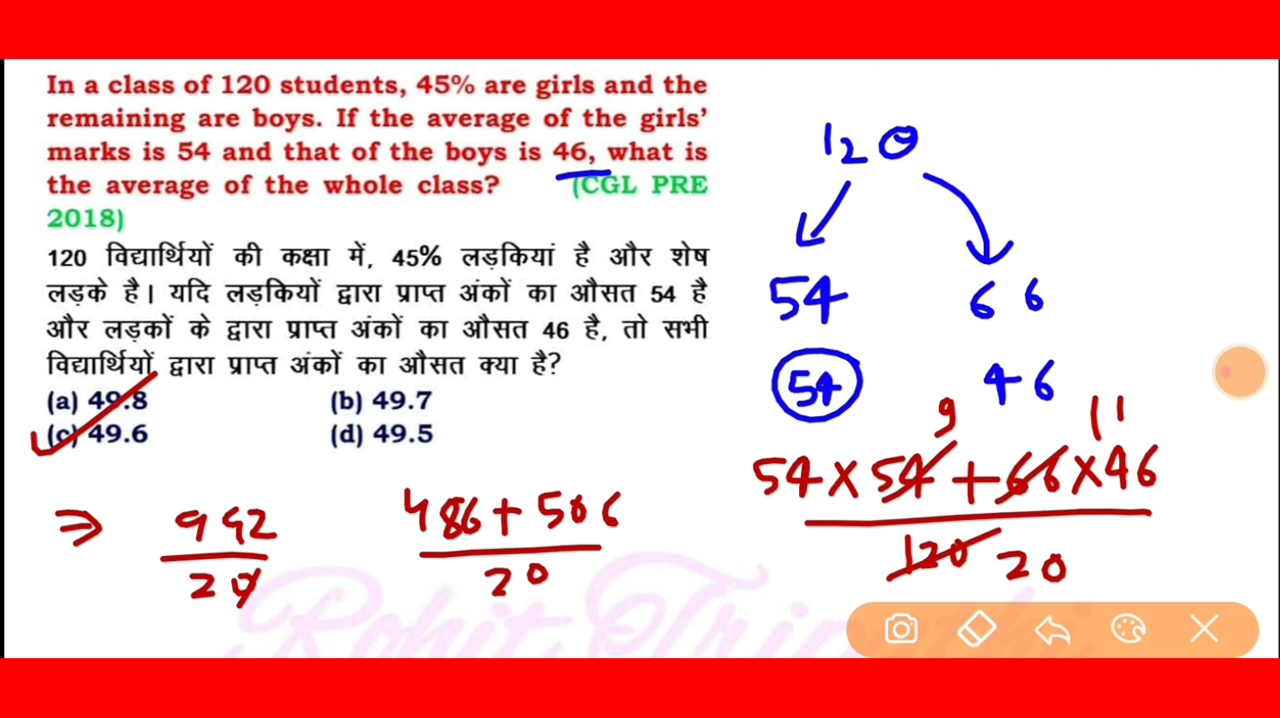 In a class of 120 students, 45% are girls and the
remaining are boys. If the average of the girls'
marks is 54 and that of the boys is 46, what is
the average of the whole class? (CGL PRE
2018)
120 विद्यार्थियों की कक्षा में, 45% लड़कियां है और शेष
लड़के है। यदि लड़कियों द्वारा प्राप्त अंकों का औसत 54 है
और लड़कों के द्वारा प्राप्त अंकों का औसत 46 है, तो सभी
विद्यार्थियों द्वारा प्राप्त अंकों का औसत क्या है?
(a) 49.8 (b) 49.7
(c) 49.6 (d) 49.5
120
54 66
54 46
9 11
54 × 54 + 66 × 46
120 20
486 + 506
20
⇒ 992
20
Rohit